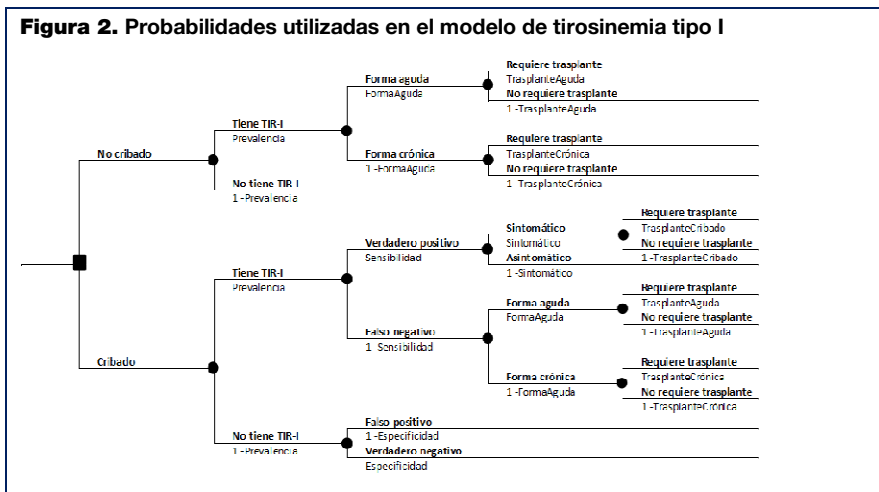 Figura 2. Probabilidades utilizadas en el modelo de tirosinemia tipo I
No cribado
Tiene TIR-I
Prevalencia
Forma aguda
FormaAguda
Requiere trasplante
TrasplanteAguda
No requiere trasplante
1 -TrasplanteAguda
Forma crónica
1 -FormaAguda
Requiere trasplante
TrasplanteCrónica
No requiere trasplante
1 -TrasplanteCrónica
No tiene TIR-I
1 -Prevalencia
Cribado
Tiene TIR-I
Prevalencia
Verdadero positivo
Sensibilidad
Sintomático
Sintomático
Requiere trasplante
TrasplanteCribado
No requiere trasplante
1 -TrasplanteCribado
Asintomático
1 -Sintomático
Falso negativo
1 -Sensibilidad
Forma aguda
FormaAguda
Requiere trasplante
TrasplanteAguda
No requiere trasplante
1 -TrasplanteAguda
Forma crónica
1 -FormaAguda
Requiere trasplante
TrasplanteCrónica
No requiere trasplante
1 -TrasplanteCrónica
No tiene TIR-I
1 -Prevalencia
Falso positivo
1 -Especificidad
Verdadero negativo
Especificidad